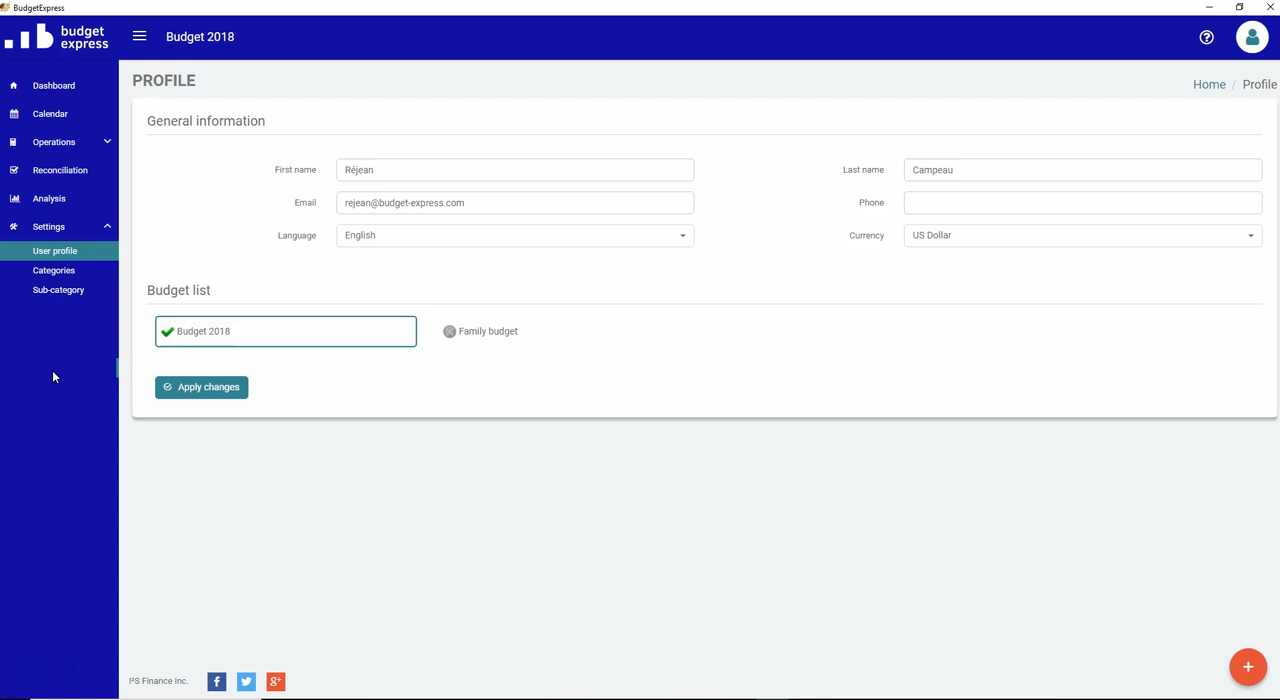 BudgetExpress
budget
express
Budget 2018
Dashboard
Calendar
Operations
Reconciliation
Analysis
Settings
User profile
Categories
Sub-category
PROFILE
Home / Profile
General information
First name Réjean
Last name Campeau
Email rejean@budget-express.com
Phone
Language English
Currency US Dollar
Budget list
Budget 2018
Family budget
Apply changes
I²S Finance Inc.
f
g+
+